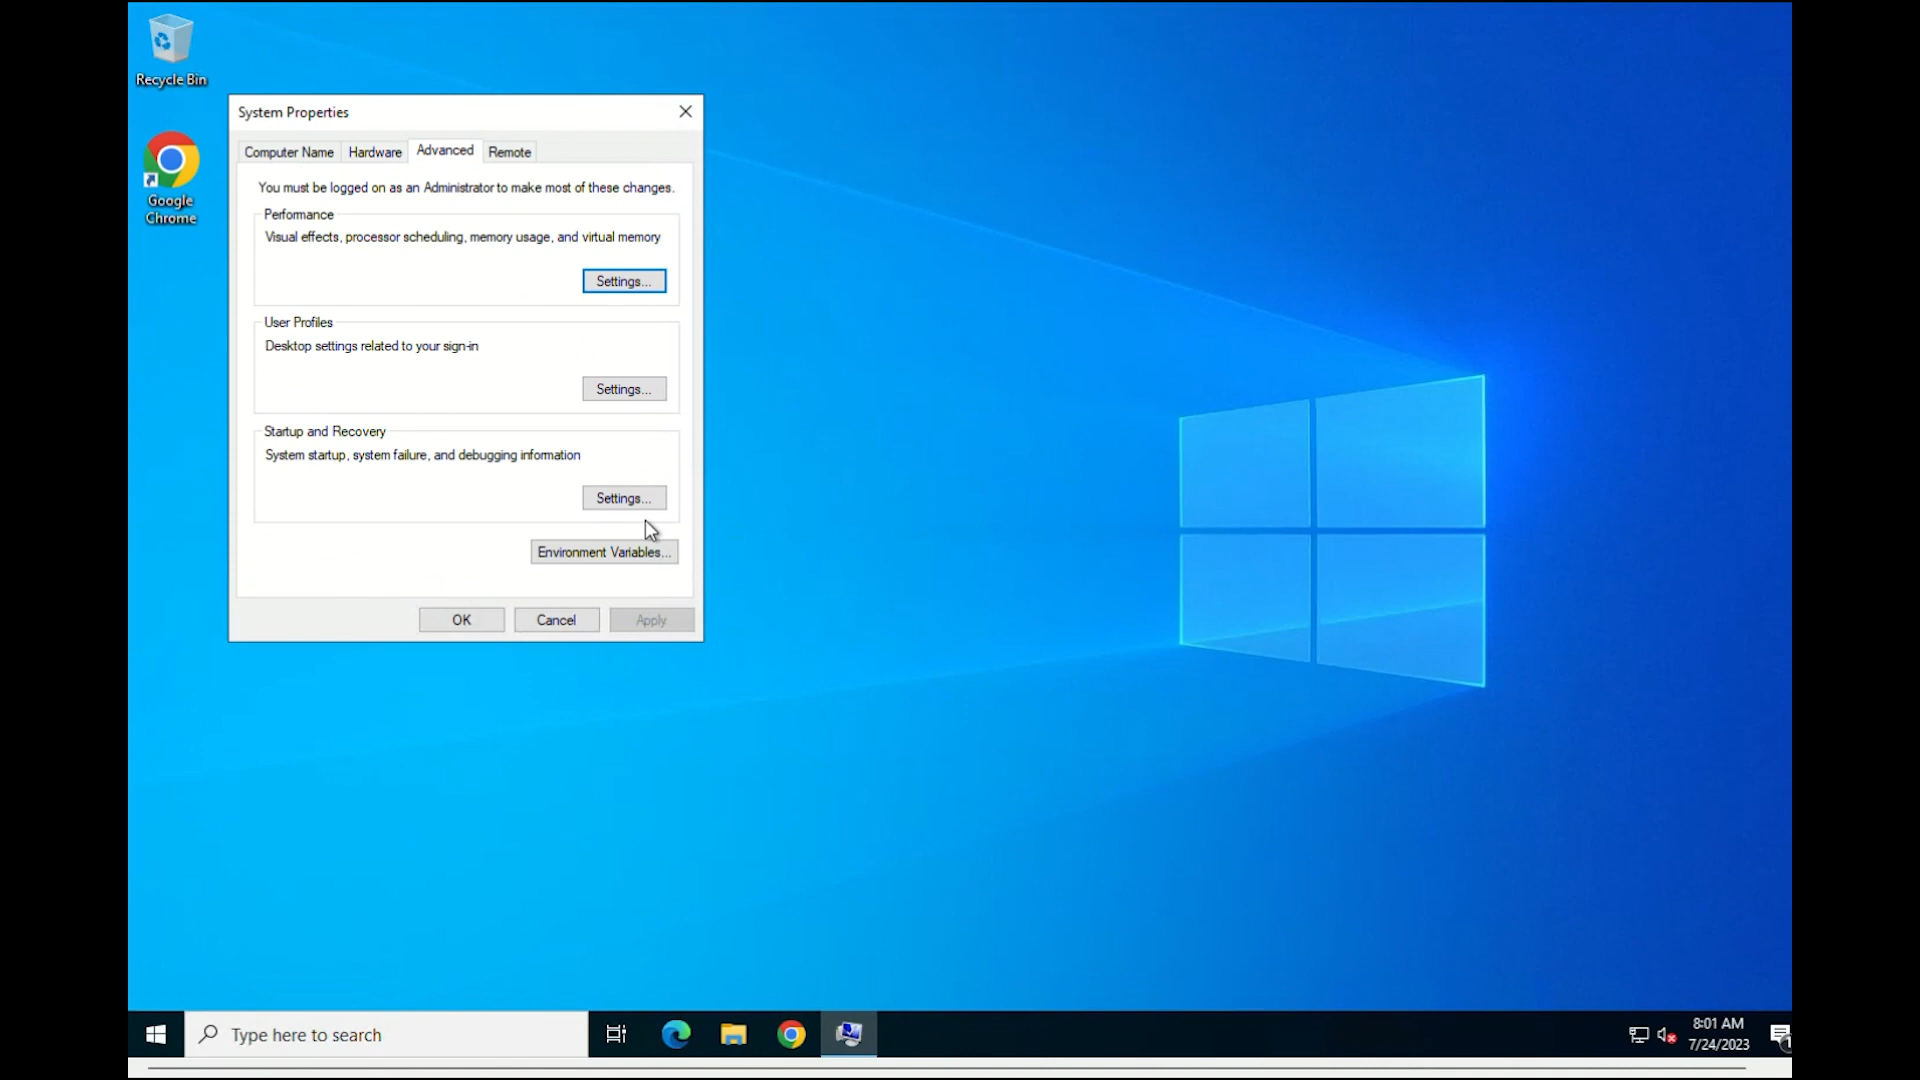 Recycle Bin
Google
Chrome
System Properties
Computer Name
Hardware
Advanced
Remote
You must be logged on as an Administrator to make most of these changes.
Performance
Visual effects, processor scheduling, memory usage, and virtual memory
Settings...
User Profiles
Desktop settings related to your sign-in
Settings...
Startup and Recovery
System startup, system failure, and debugging information
Settings...
Environment Variables...
OK
Cancel
Apply
Type here to search
8:01 AM
7/24/2023
1